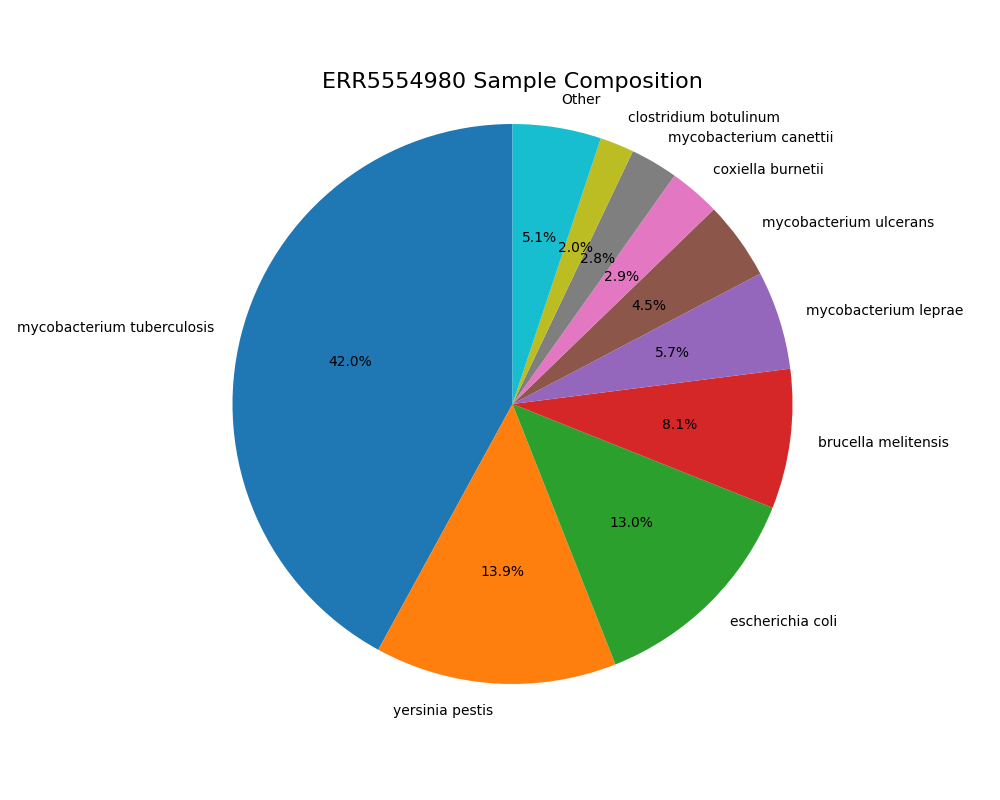 ERR5554980 Sample Composition
Other
clostridium botulinum
mycobacterium canettii
coxiella burnetii
mycobacterium ulcerans
mycobacterium leprae
mycobacterium tuberculosis
brucella melitensis
escherichia coli
yersinia pestis
5.1%
2.0%
2.8%
2.9%
4.5%
5.7%
42.0%
8.1%
13.0%
13.9%